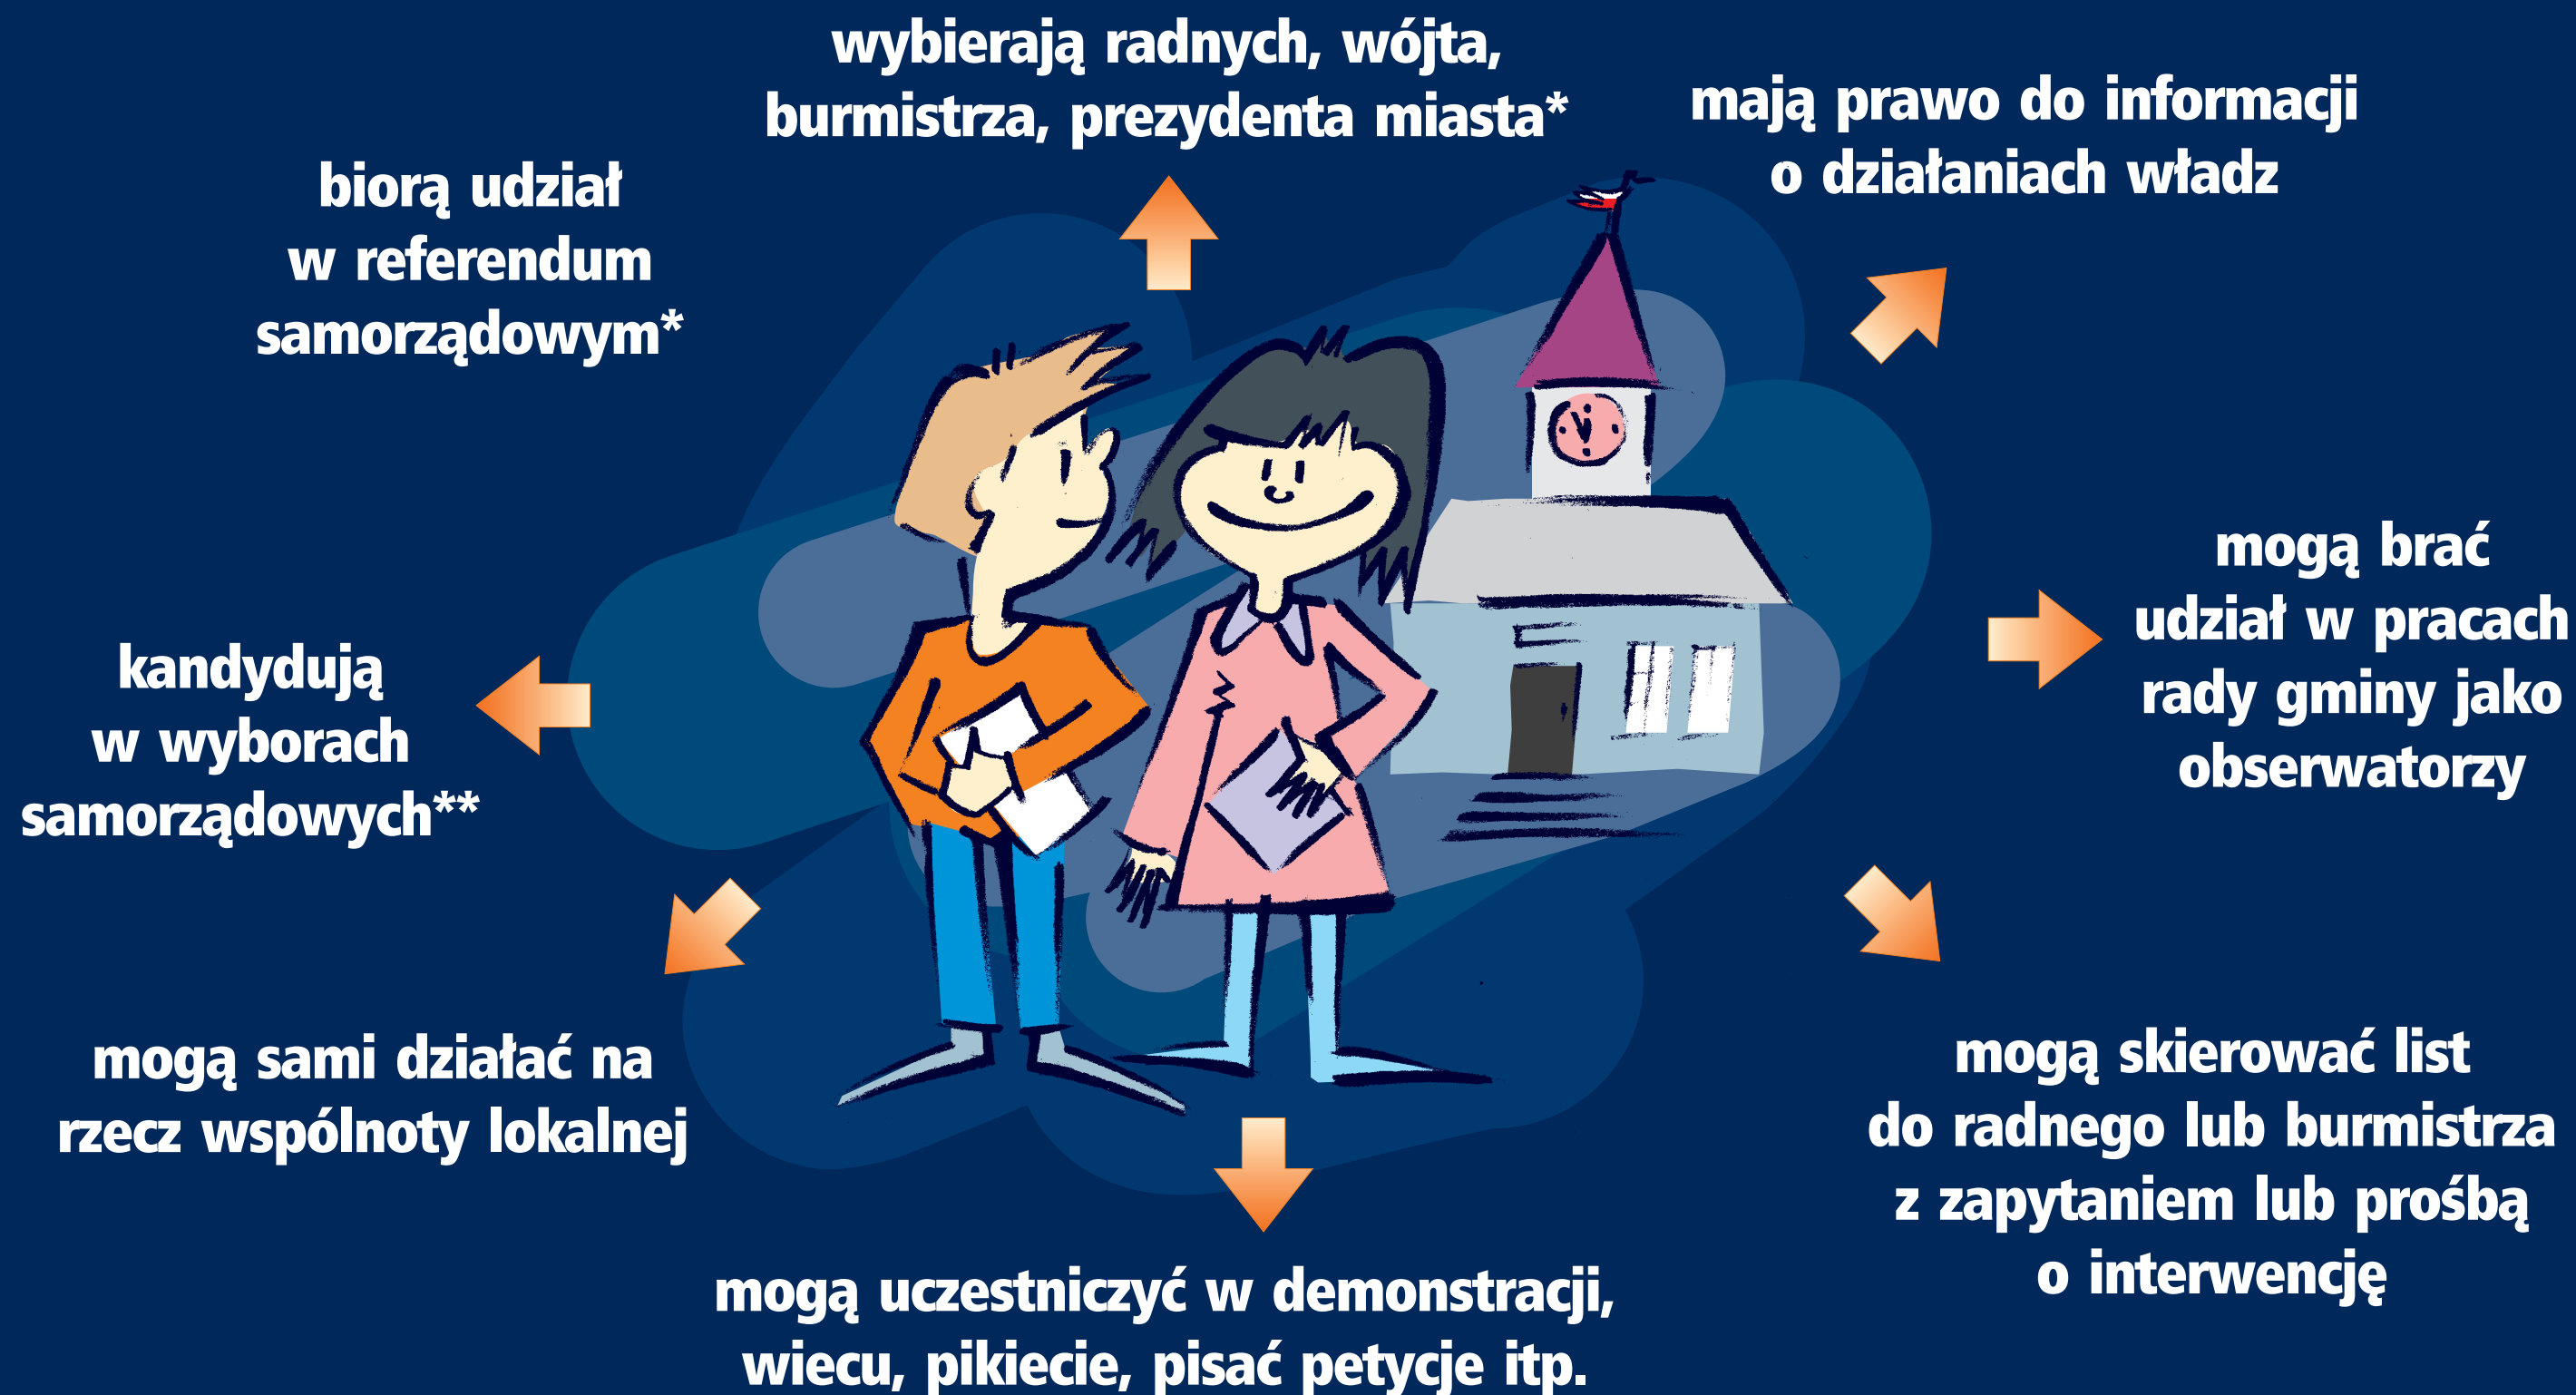 wybierają radnych, wójta,
burmistrza, prezydenta miasta*
mają prawo do informacji
o działaniach władz
biorą udział
w referendum
samorządowym*
mogą brać
udział w pracach
rady gminy jako
obserwatorzy
kandydują
w wyborach
samorządowych**
mogą sami działać na
rzecz wspólnoty lokalnej
mogą skierować list
do radnego lub burmistrza
z zapytaniem lub prośbą
o interwencję
mogą uczestniczyć w demonstracji,
wiecu, pikiecie, pisać petycje itp.